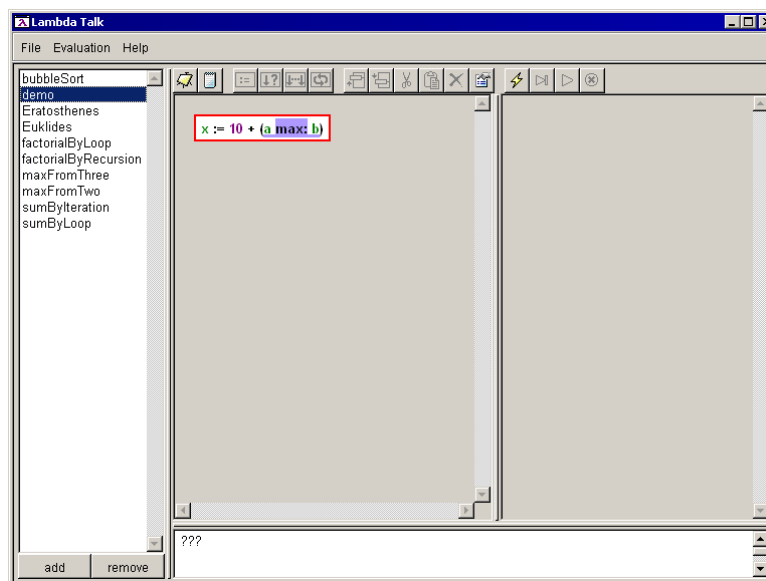 Lambda Talk
File Evaluation Help
bubbleSort
demo
Eratosthenes
Euklides
factorialByLoop
factorialByRecursion
maxFromThree
maxFromTwo
sumByIteration
sumByLoop
x := 10 + (a max: b)
???
add remove